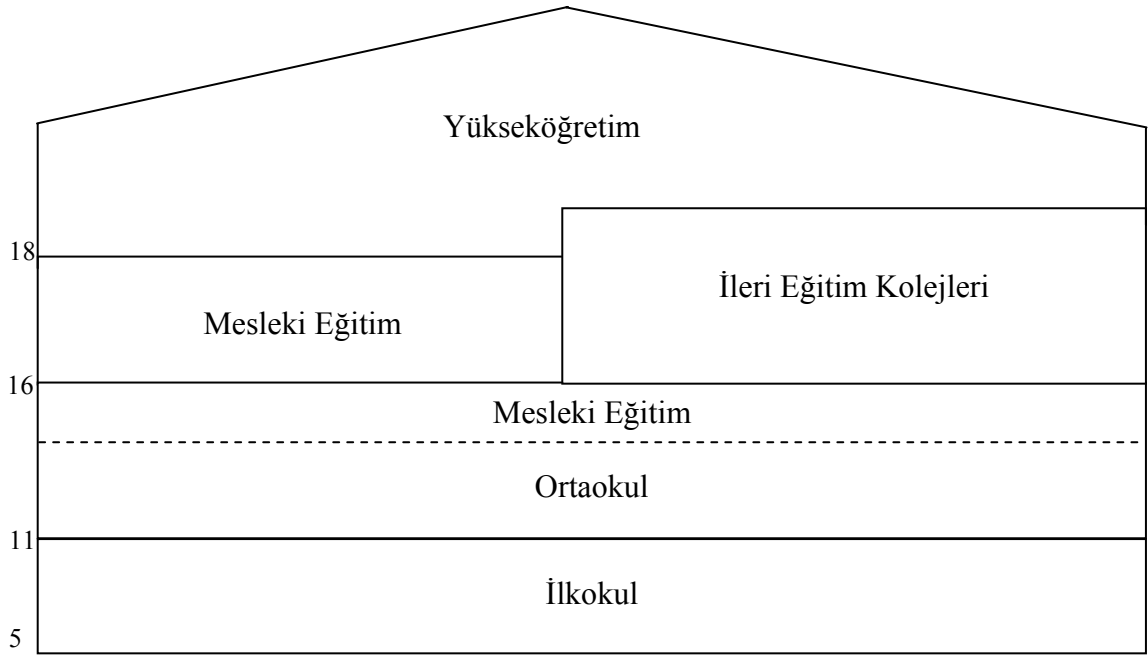 Yükseköğretim
18
İleri Eğitim Kolejleri
Mesleki Eğitim
16
Mesleki Eğitim
Ortaokul
11
İlkokul
5